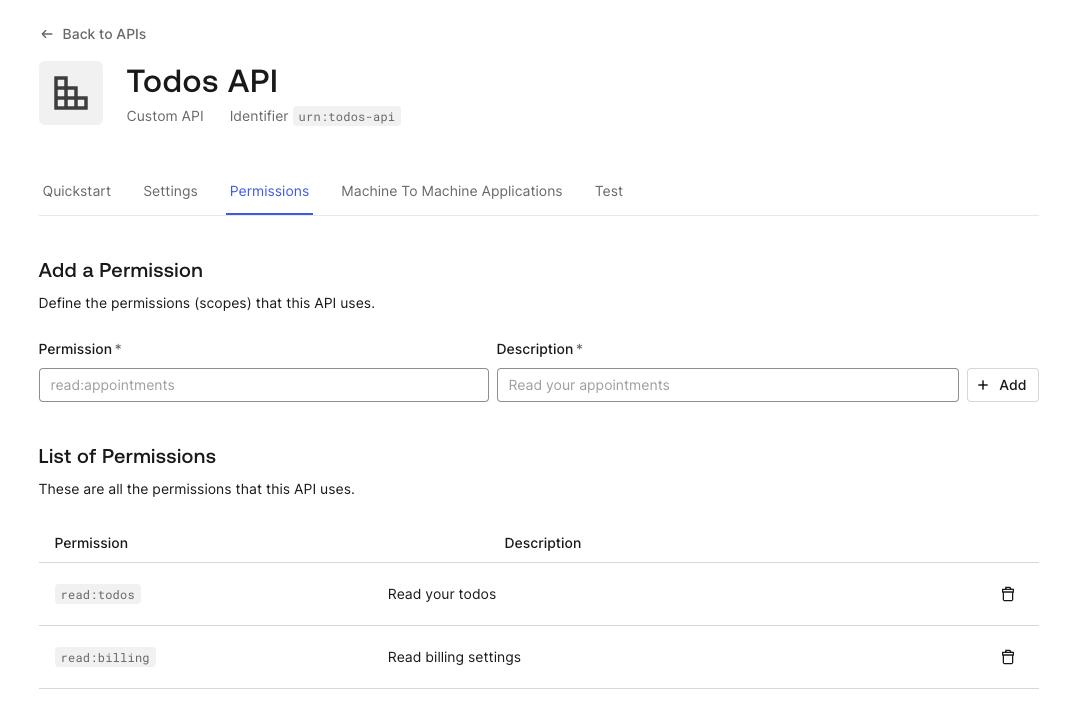 Back to APIs
Todos API
Custom API Identifier urn:todos-api
Quickstart Settings Permissions Machine To Machine Applications Test
Add a Permission
Define the permissions (scopes) that this API uses.
Permission * Description *
read:appointments Read your appointments + Add
List of Permissions
These are all the permissions that this API uses.
Permission Description
read:todos Read your todos
read:billing Read billing settings